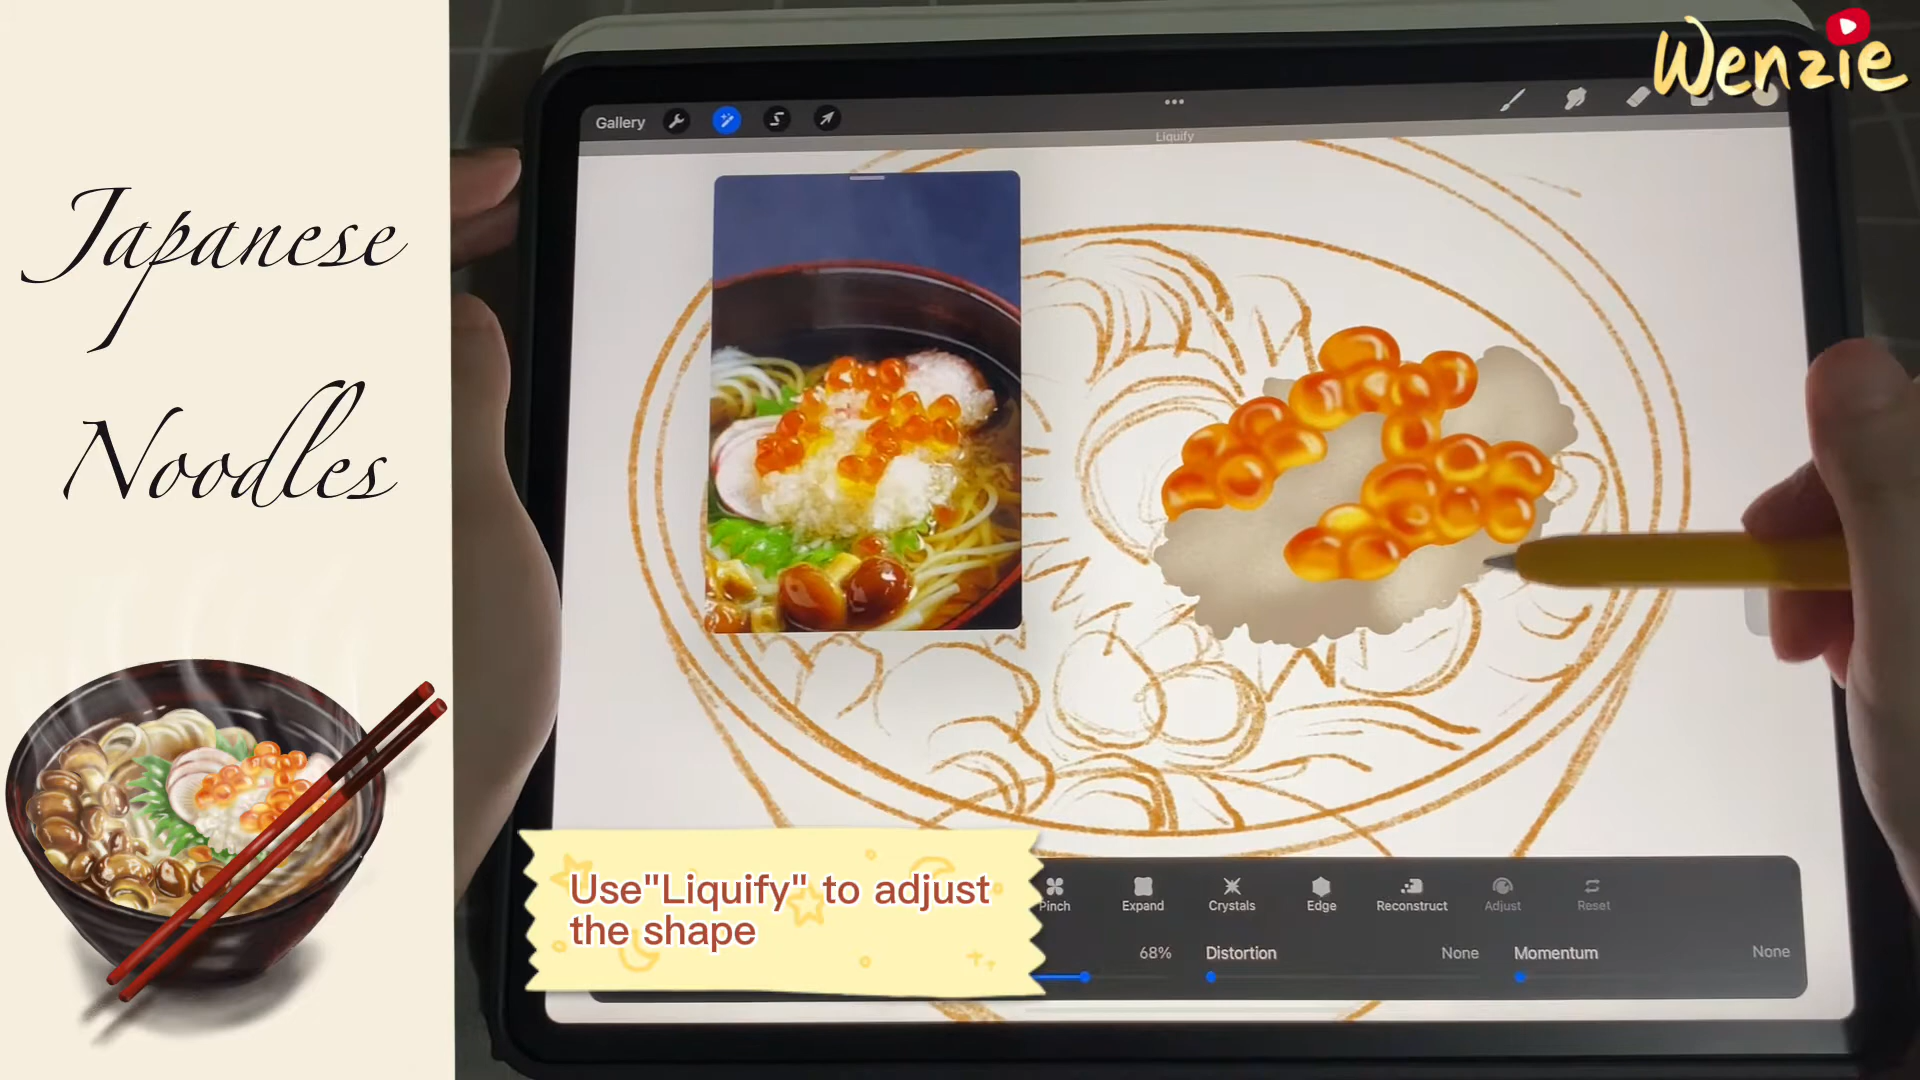 Japanese
Noodles
Wenzie
Gallery
Liquify
Use"Liquify" to adjust
the shape
Pinch
Expand
Crystals
Edge
Reconstruct
Adjust
Reset
68%
Distortion
None
Momentum
None